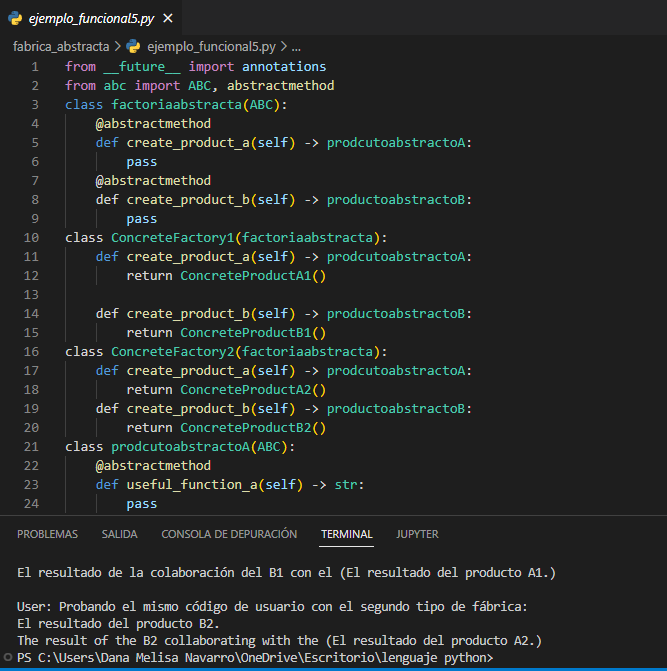 ejemplo_funcional5.py ×
fabrica_abstracta > ejemplo_funcional5.py > ...
1 from __future__ import annotations
2 from abc import ABC, abstractmethod
3 class factoriaabstracta(ABC):
4     @abstractmethod
5     def create_product_a(self) -> prodcutoabstractoA:
6         pass
7     @abstractmethod
8     def create_product_b(self) -> productoabstractoB:
9         pass
10 class ConcreteFactory1(factoriaabstracta):
11     def create_product_a(self) -> prodcutoabstractoA:
12         return ConcreteProductA1()
13
14     def create_product_b(self) -> productoabstractoB:
15         return ConcreteProductB1()
16 class ConcreteFactory2(factoriaabstracta):
17     def create_product_a(self) -> prodcutoabstractoA:
18         return ConcreteProductA2()
19     def create_product_b(self) -> productoabstractoB:
20         return ConcreteProductB2()
21 class prodcutoabstractoA(ABC):
22     @abstractmethod
23     def useful_function_a(self) -> str:
24         pass
PROBLEMAS SALIDA CONSOLA DE DEPURACIÓN TERMINAL JUPYTER
El resultado de la colaboración del B1 con el (El resultado del producto A1.)
User: Probando el mismo código de usuario con el segundo tipo de fábrica:
El resultado del producto B2.
The result of the B2 collaborating with the (El resultado del producto A2.)
PS C:\Users\Dana Melisa Navarro\OneDrive\Escritorio\lenguaje python>